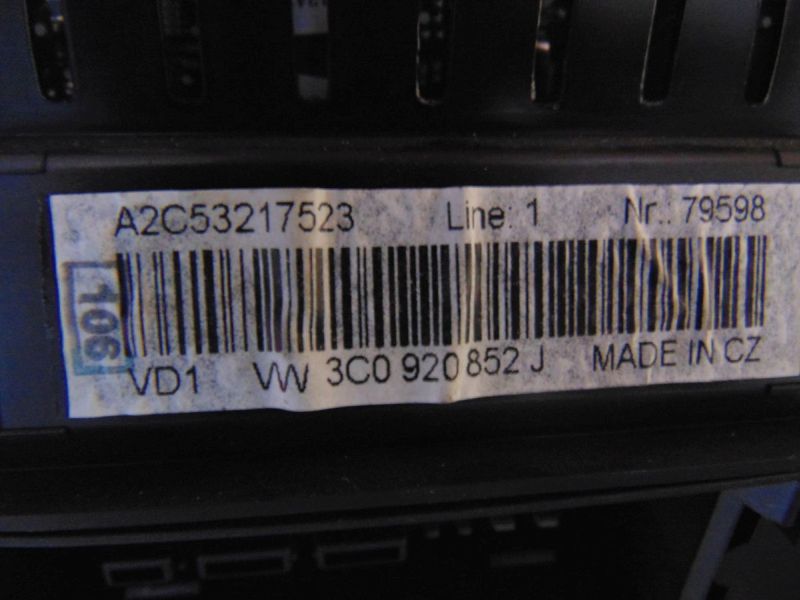 A2C53217523 Line: 1 Nr.: 79598
106
VD1 VW 3C0 920 852 J MADE IN CZ